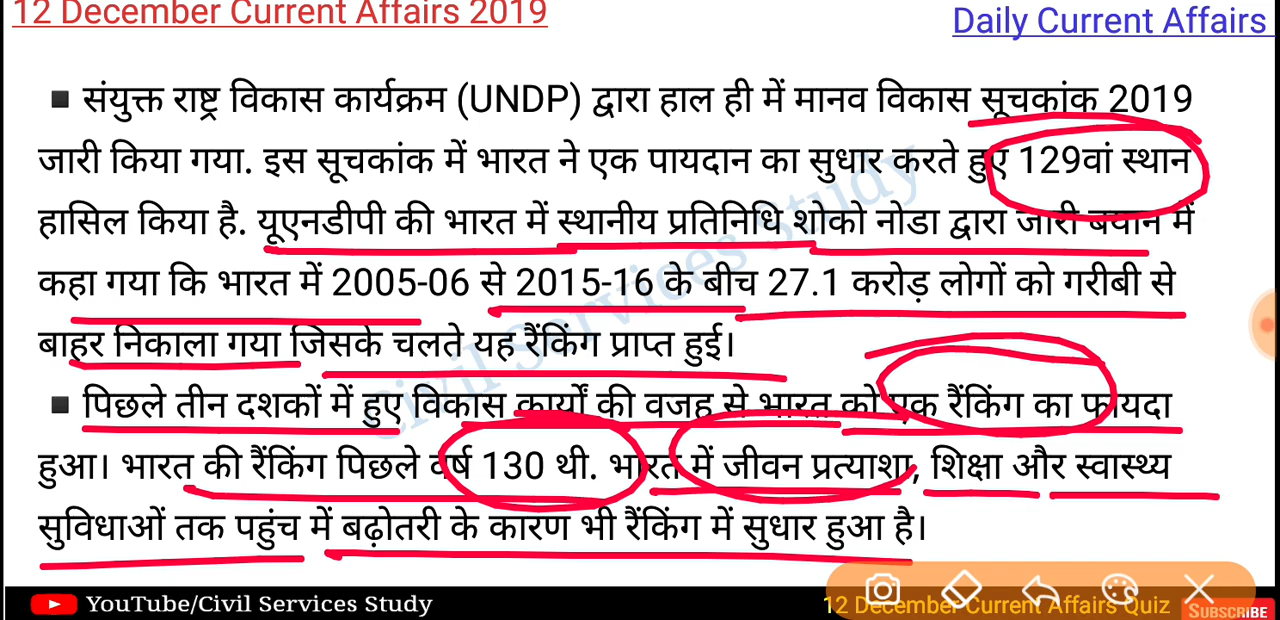 12 December Current Affairs 2019
Daily Current Affairs
▪ संयुक्त राष्ट्र विकास कार्यक्रम (UNDP) द्वारा हाल ही में मानव विकास सूचकांक 2019
जारी किया गया. इस सूचकांक में भारत ने एक पायदान का सुधार करते हुए 129वां स्थान
हासिल किया है. यूएनडीपी की भारत में स्थानीय प्रतिनिधि शोको नोडा द्वारा जारी बयान में
कहा गया कि भारत में 2005-06 से 2015-16 के बीच 27.1 करोड़ लोगों को गरीबी से
बाहर निकाला गया जिसके चलते यह रैंकिंग प्राप्त हुई।
▪ पिछले तीन दशकों में हुए विकास कार्यों की वजह से भारत को एक रैंकिंग का फायदा
हुआ। भारत की रैंकिंग पिछले वर्ष 130 थी. भारत में जीवन प्रत्याशा, शिक्षा और स्वास्थ्य
सुविधाओं तक पहुंच में बढ़ोतरी के कारण भी रैंकिंग में सुधार हुआ है।
Civil Services Study
YouTube/Civil Services Study
12 December Current Affairs Quiz
SUBSCRIBE